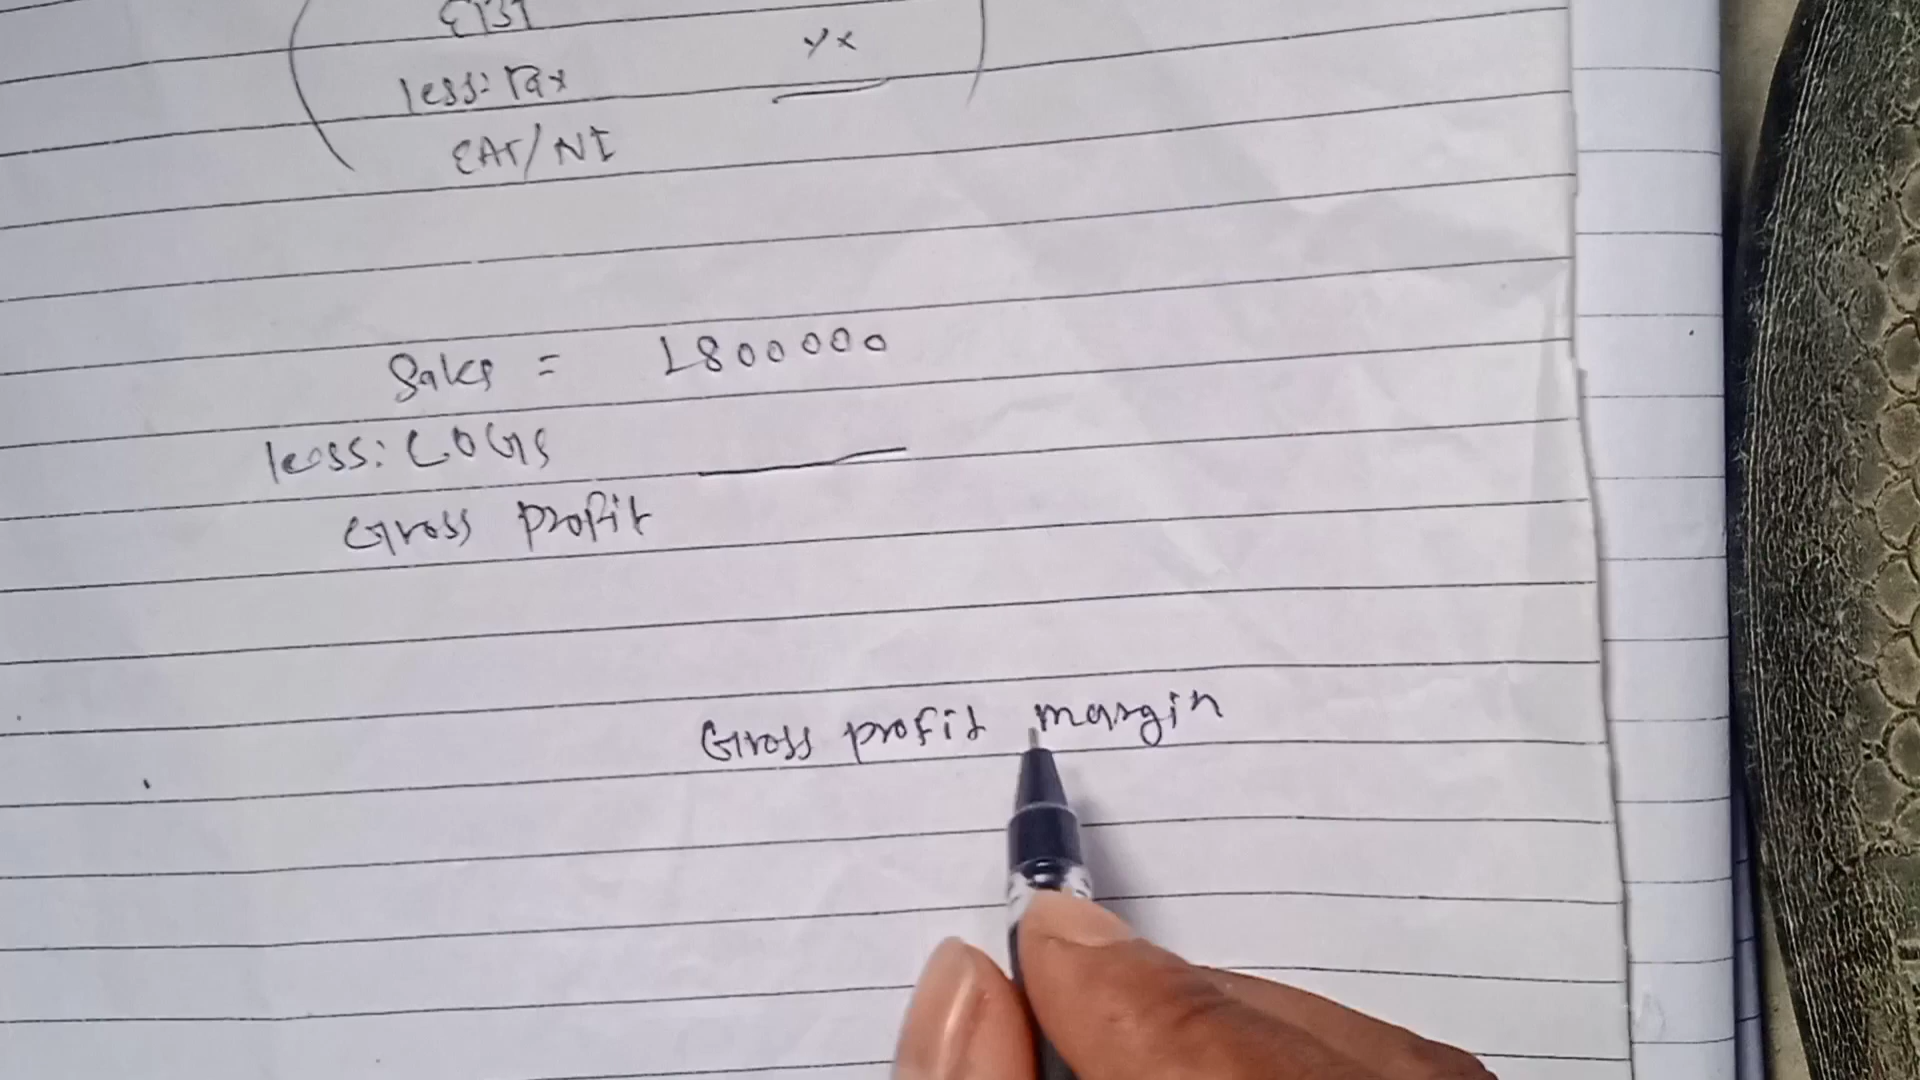 EBT
less: Tax yx
EAT/NI
Sales = 1800000
less: COGS
Gross profit
Gross profit margin